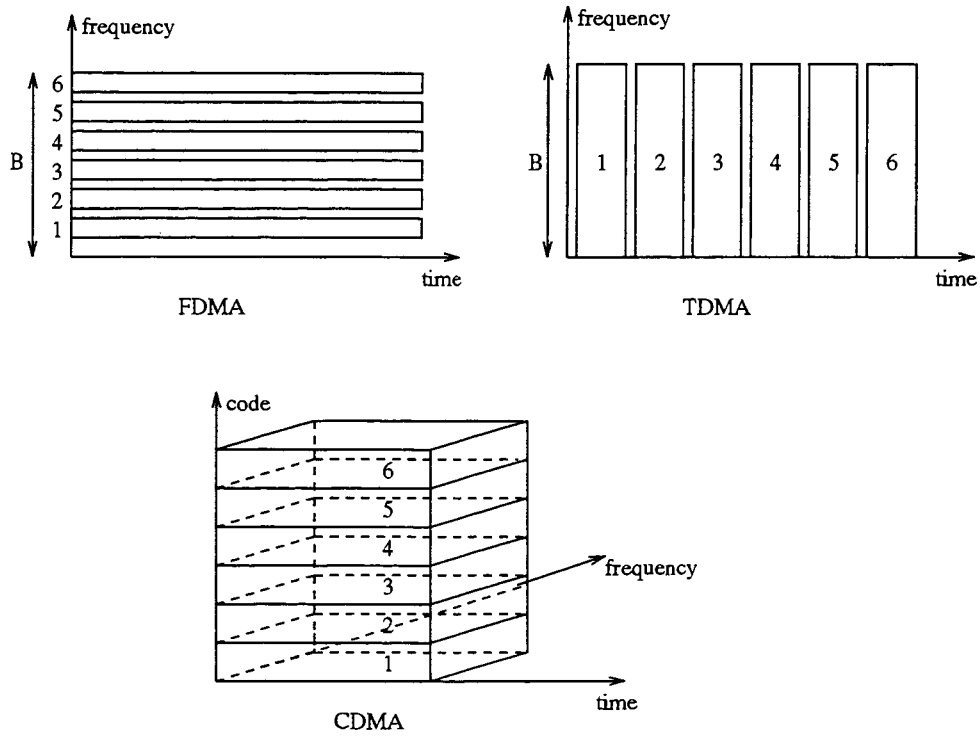 frequency
6
5
4
3
2
1
B
time
FDMA
frequency
B
1 2 3 4 5 6
time
TDMA
code
6
5
4
3
2
1
frequency
time
CDMA